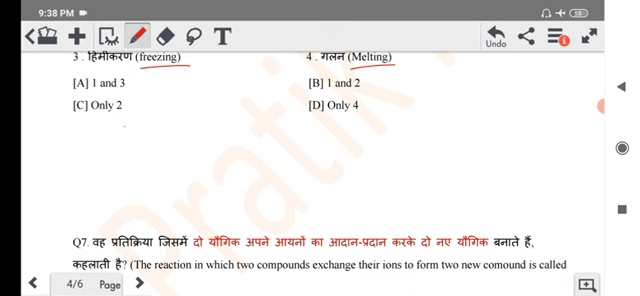 9:38 PM
55
Undo
3 . हिमीकरण (freezing) 4 . गलन (Melting)
[A] 1 and 3 [B] 1 and 2
[C] Only 2 [D] Only 4
Pratik
Q7. वह प्रतिक्रिया जिसमें दो यौगिक अपने आयनों का आदान-प्रदान करके दो नए यौगिक बनाते हैं,
कहलाती है? (The reaction in which two compounds exchange their ions to form two new comound is called
4/6 Page